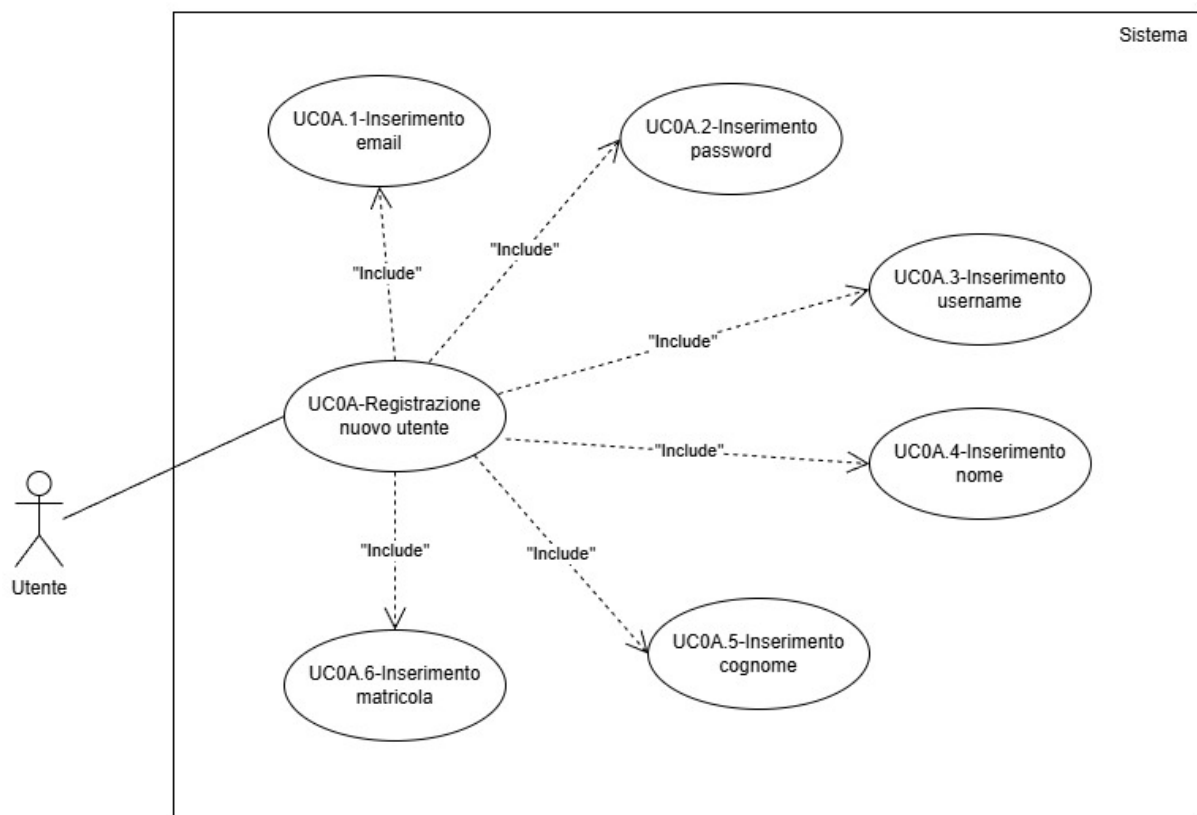 Sistema
UC0A.1-Inserimento
email
UC0A.2-Inserimento
password
"Include"
"Include"
UC0A.3-Inserimento
username
"Include"
UC0A-Registrazione
nuovo utente
"Include"
UC0A.4-Inserimento
nome
Utente
"Include"
"Include"
UC0A.6-Inserimento
matricola
UC0A.5-Inserimento
cognome